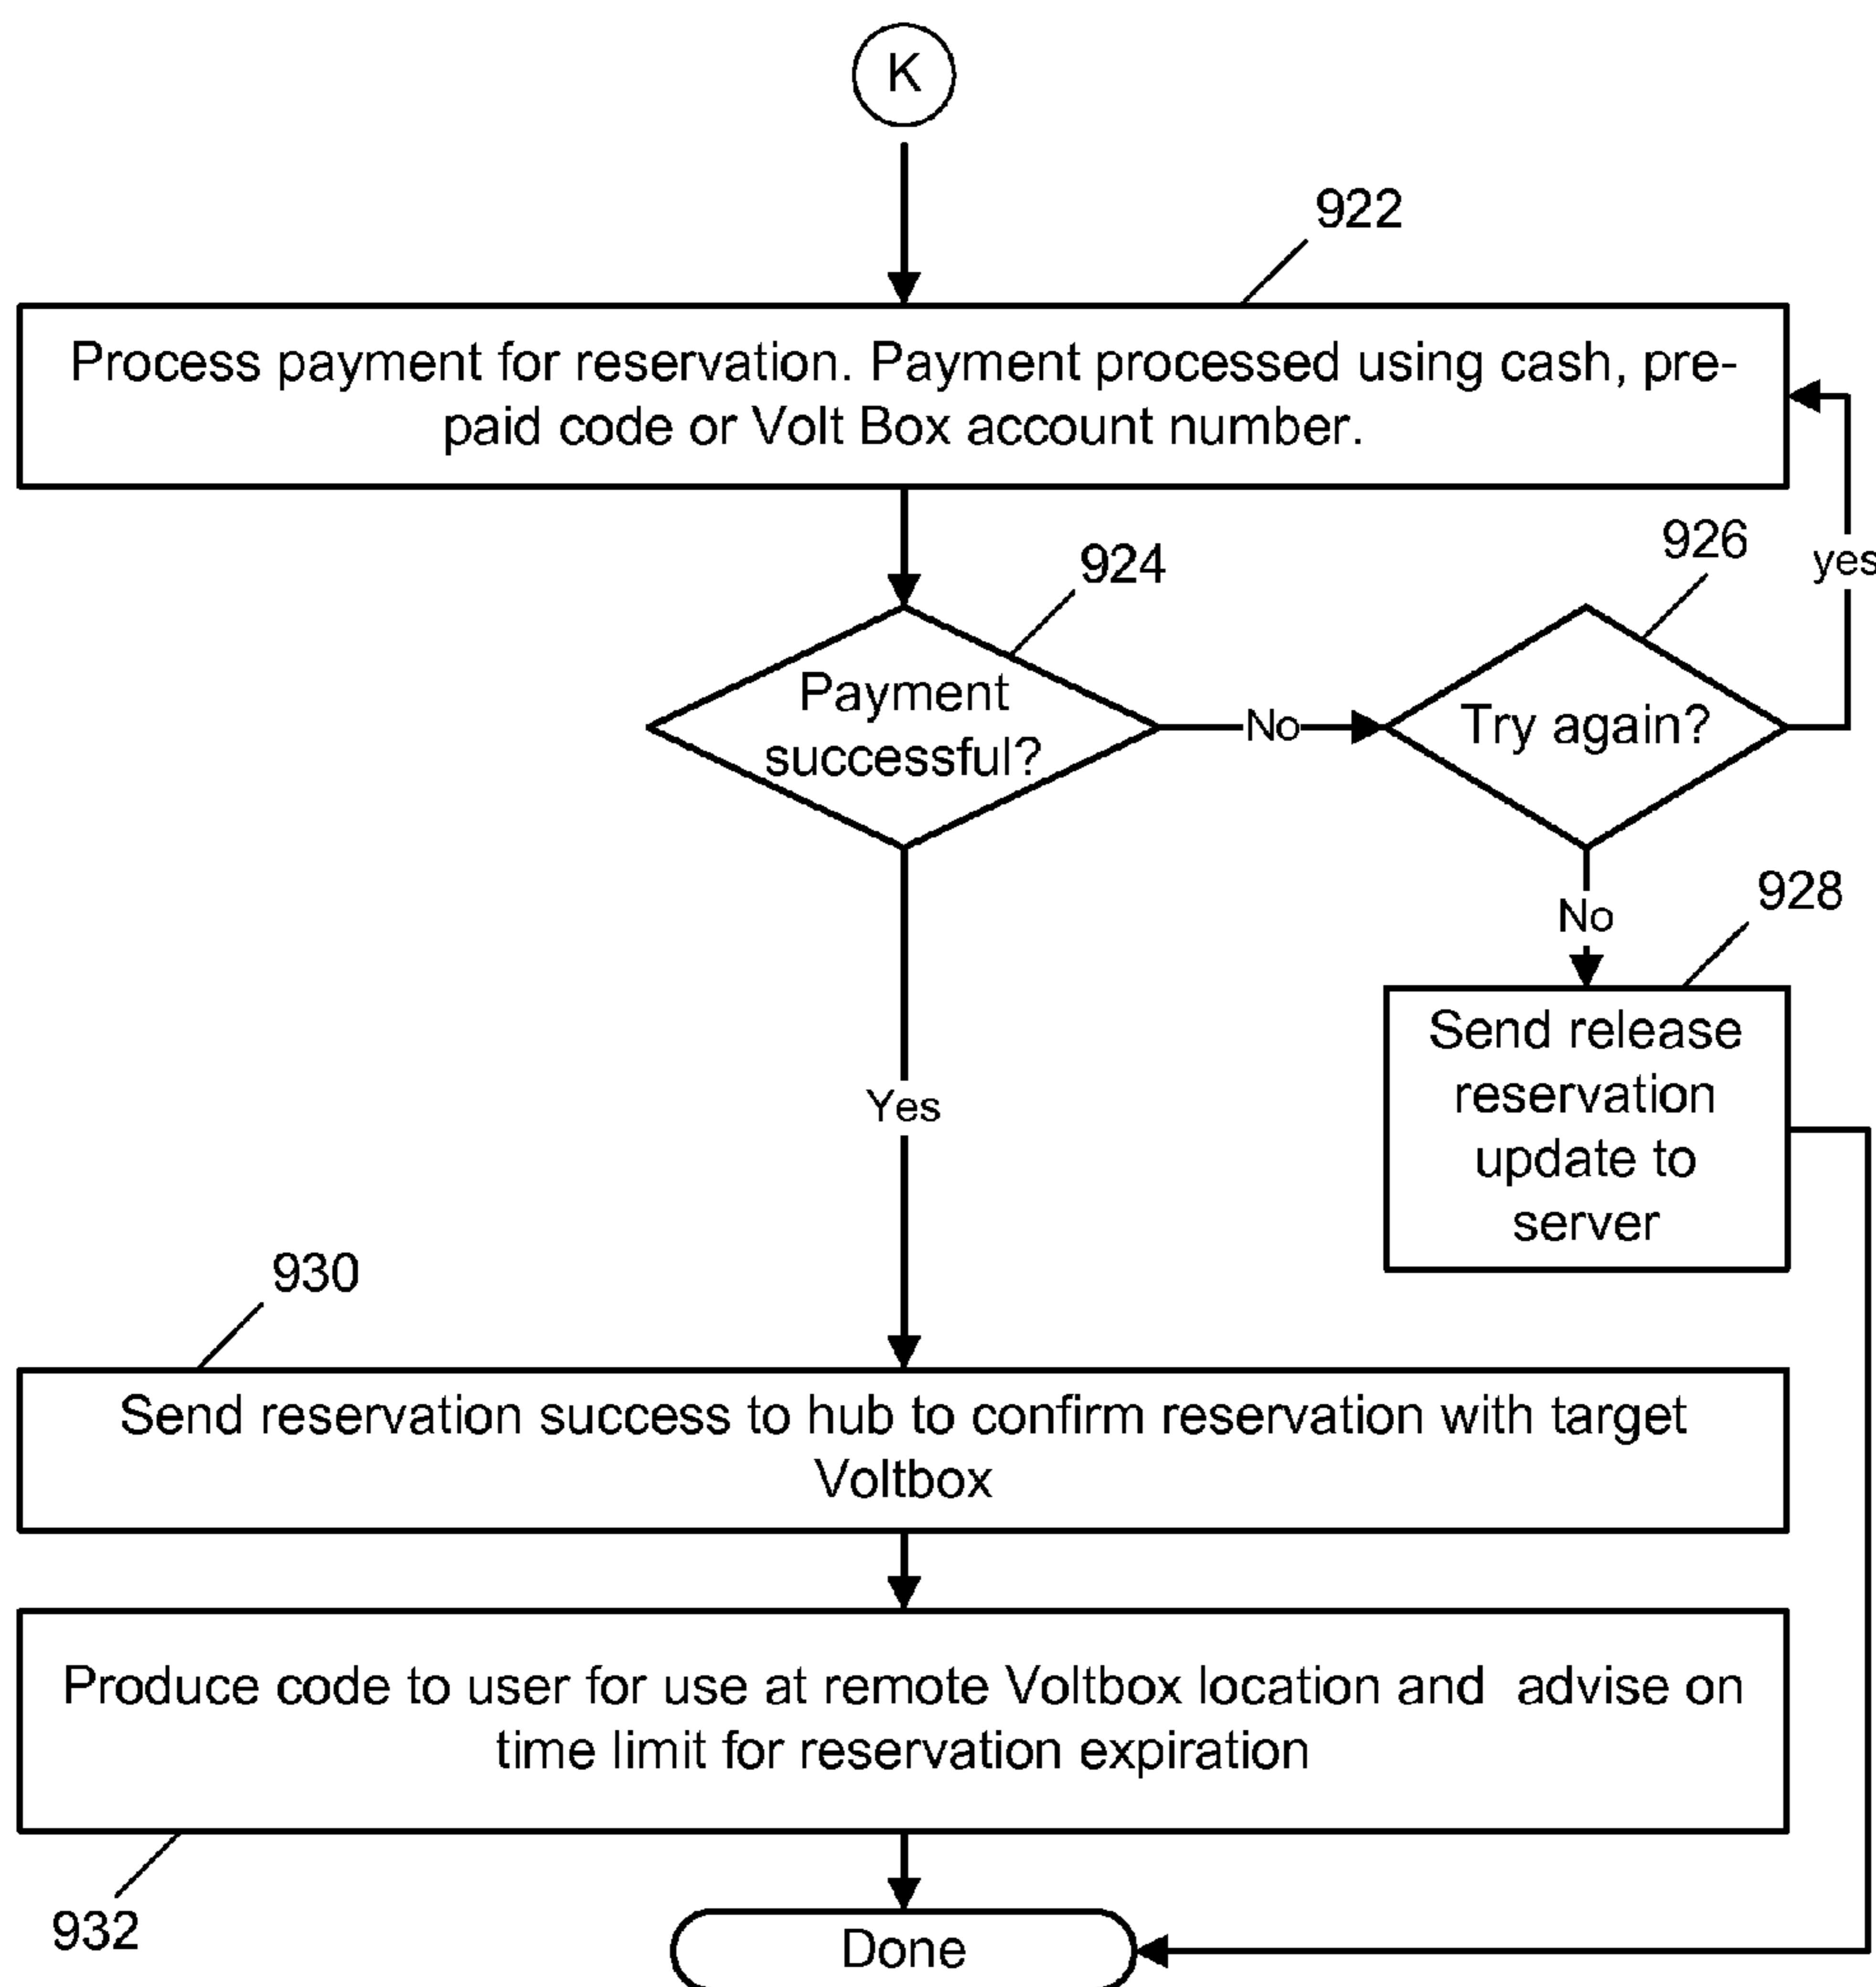 K
922
Process payment for reservation. Payment processed using cash, pre-
paid code or Volt Box account number.
924
926
yes
Payment
successful?
No
Try again?
No
928
Send release
reservation
update to
server
Yes
930
Send reservation success to hub to confirm reservation with target
Voltbox
Produce code to user for use at remote Voltbox location and  advise on
time limit for reservation expiration
932
Done